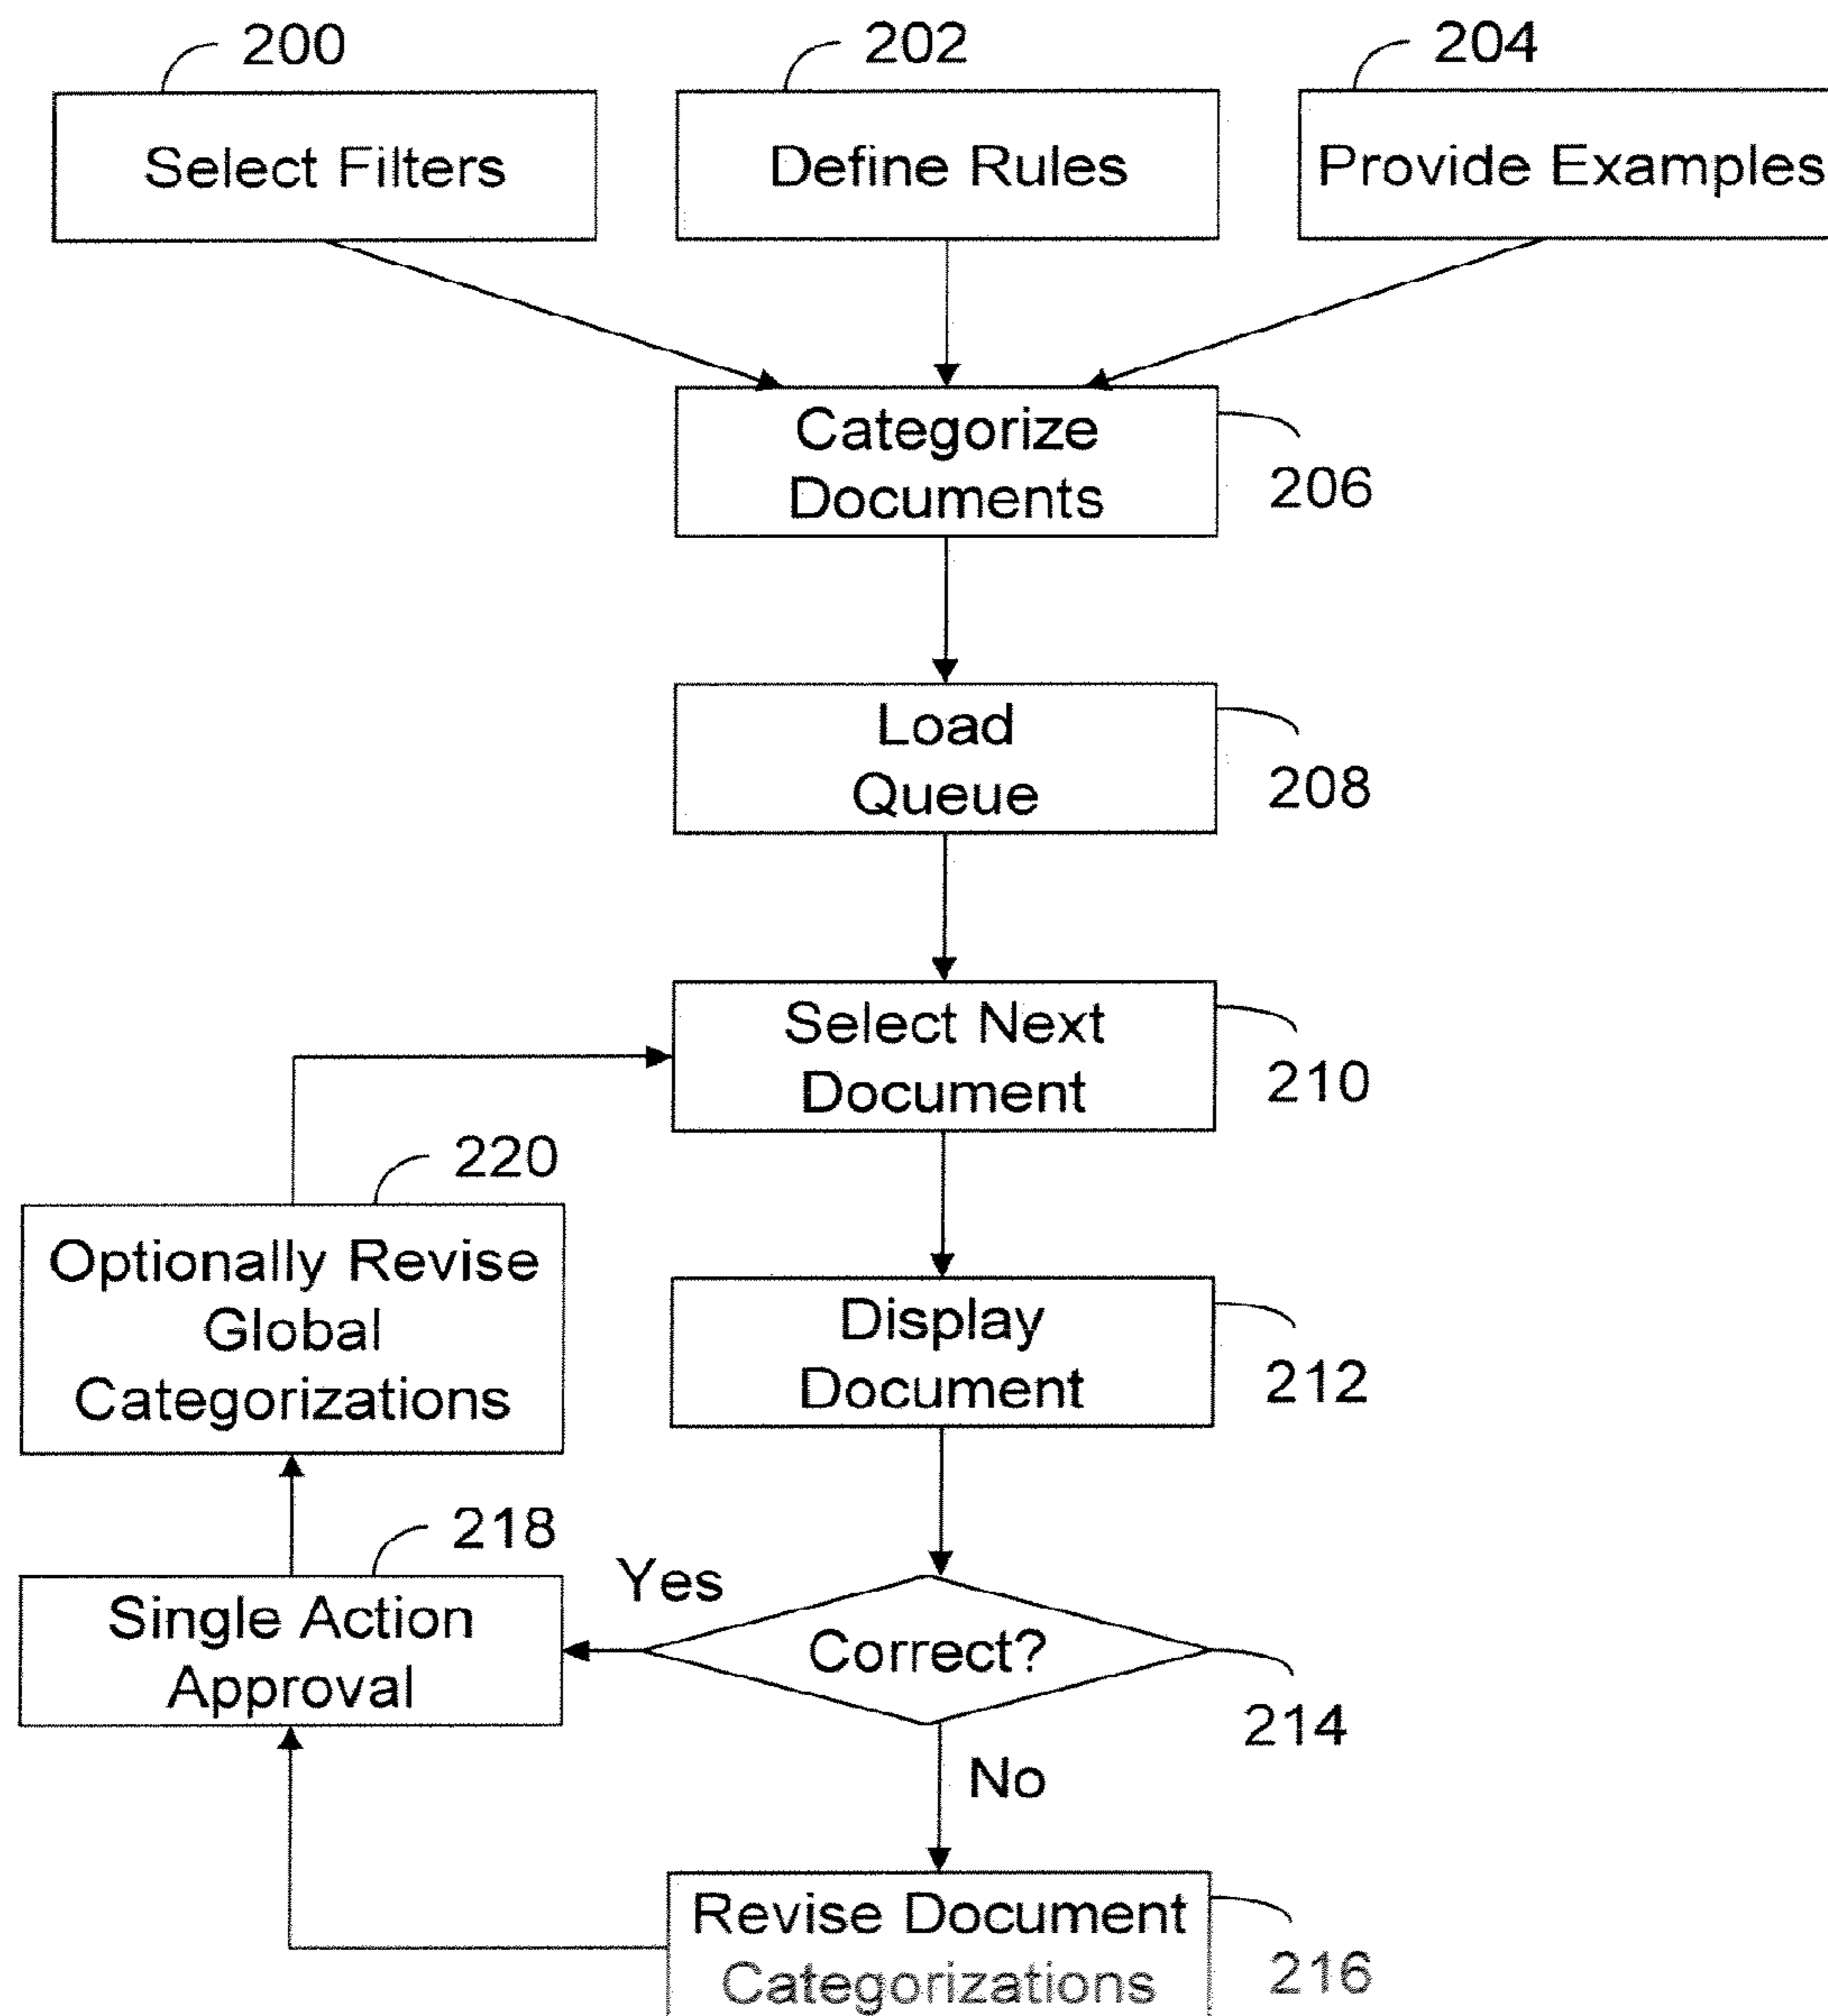 200
202
204
Select Filters
Define Rules
Provide Examples
Categorize
Documents
206
Load
Queue
208
Select Next
Document
210
220
Optionally Revise
Global
Categorizations
Display
Document
212
218
Single Action
Approval
Yes
Correct?
214
No
Revise Document
Categorizations
216